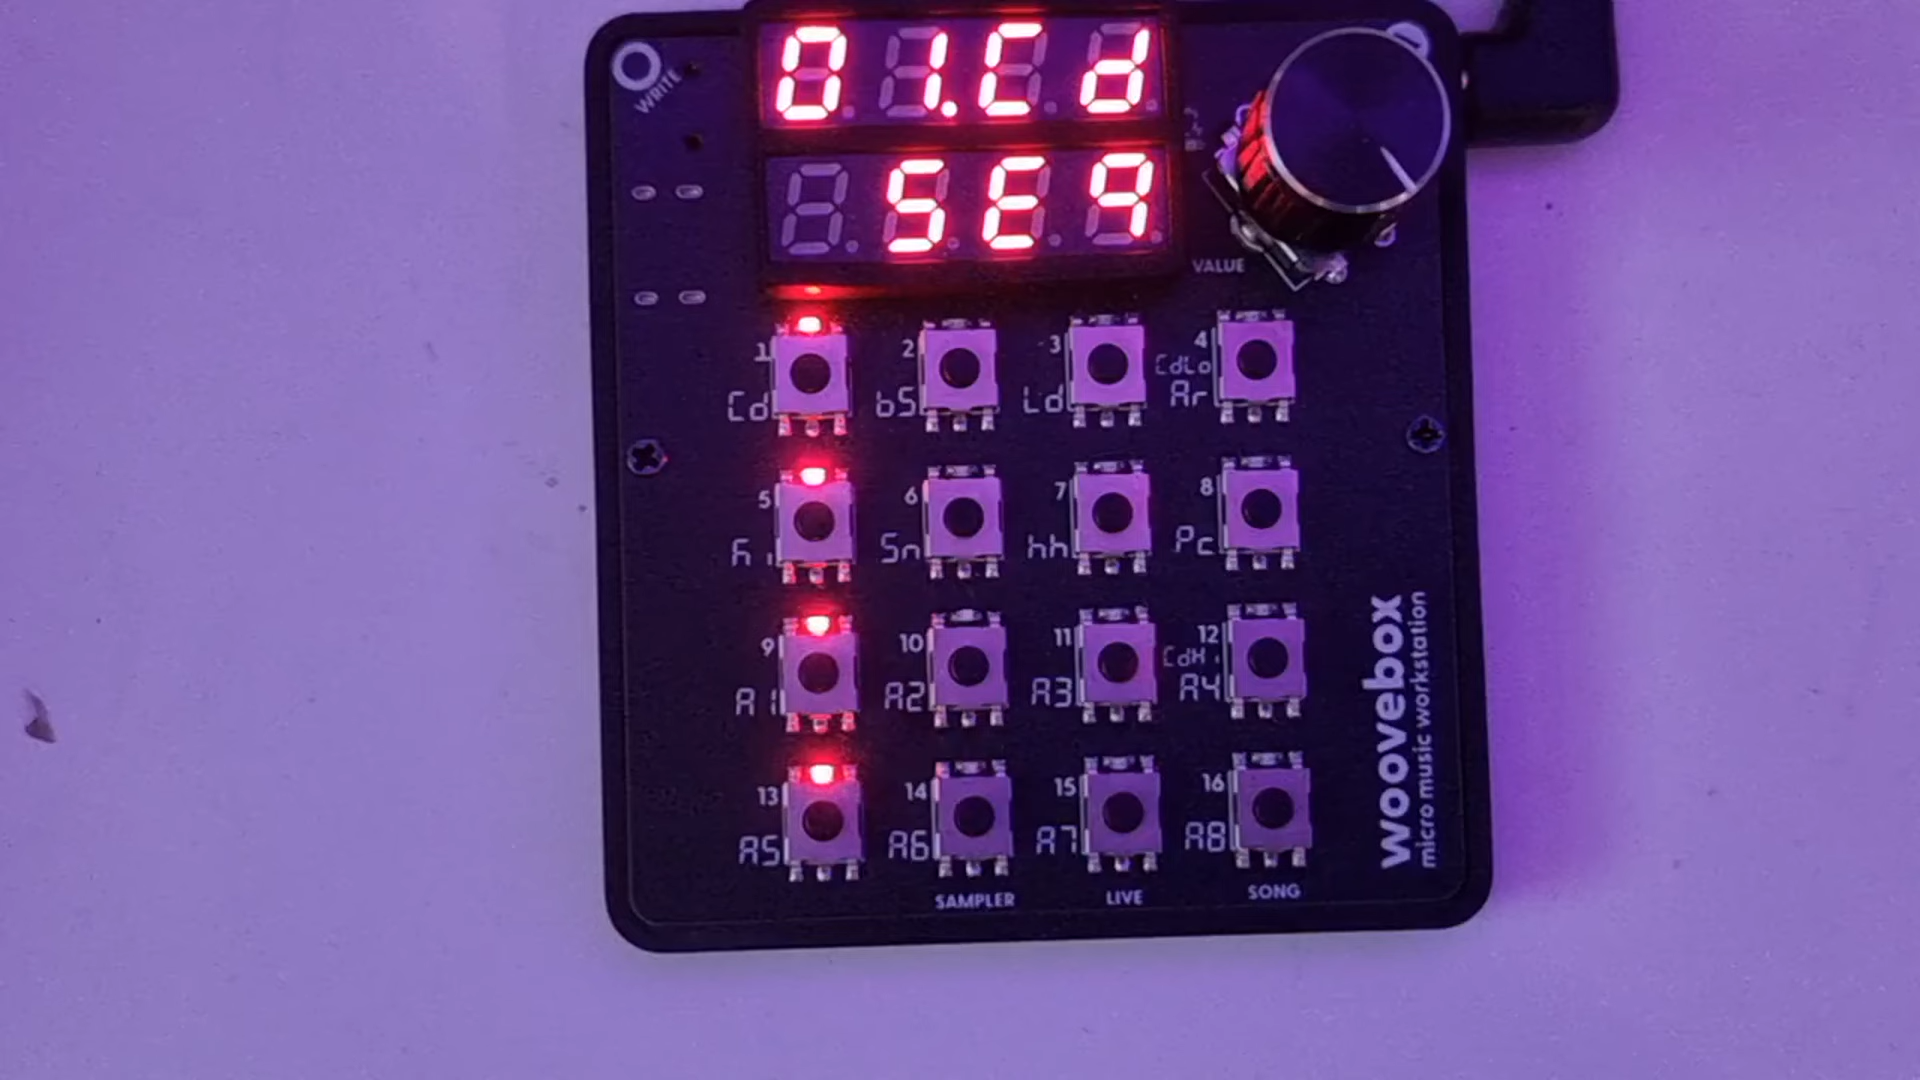 WRITE
01.Cd
SEq
VALUE
1 2 3 4
CdLo
Cd bS Ld Ar
5 6 7 8
Sn hh Pc
9 10 11 12
CdHi
A1 A2 A3 A4
13 14 15 16
A5 A6 A7 A8
SAMPLER LIVE SONG
woovebox
micro music workstation